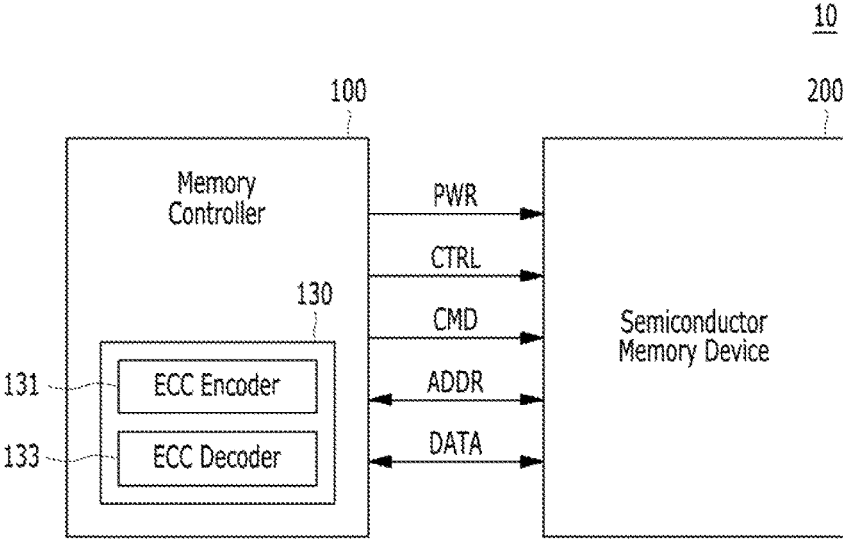 10
100
200
Memory
Controller
PWR
CTRL
130
CMD
Semiconductor
Memory Device
131
ECC Encoder
ADDR
133
ECC Decoder
DATA